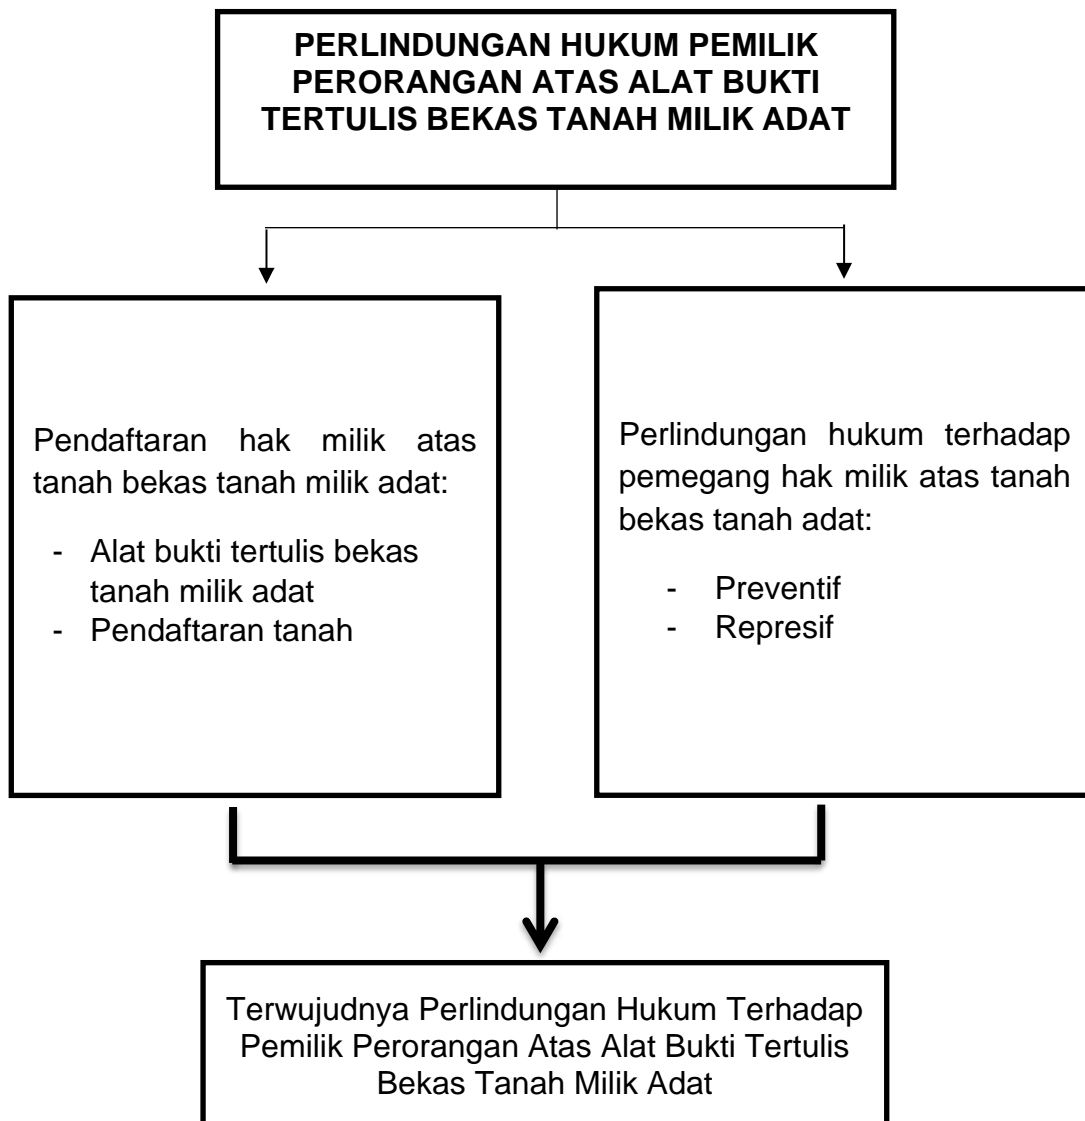 PERLINDUNGAN HUKUM PEMILIK
PERORANGAN ATAS ALAT BUKTI
TERTULIS BEKAS TANAH MILIK ADAT
Pendaftaran hak milik atas
tanah bekas tanah milik adat:
- Alat bukti tertulis bekas
tanah milik adat
- Pendaftaran tanah
Perlindungan hukum terhadap
pemegang hak milik atas tanah
bekas tanah adat:
- Preventif
- Represif
Terwujudnya Perlindungan Hukum Terhadap
Pemilik Perorangan Atas Alat Bukti Tertulis
Bekas Tanah Milik Adat